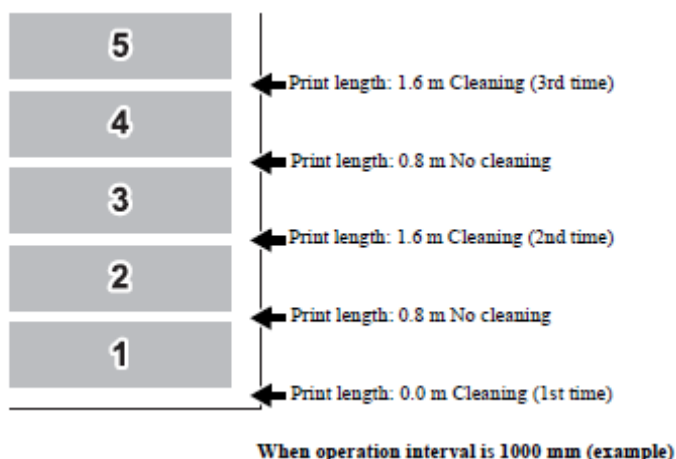 5
Print length: 1.6 m Cleaning (3rd time)
4
Print length: 0.8 m No cleaning
3
Print length: 1.6 m Cleaning (2nd time)
2
Print length: 0.8 m No cleaning
1
Print length: 0.0 m Cleaning (1st time)
When operation interval is 1000 mm (example)